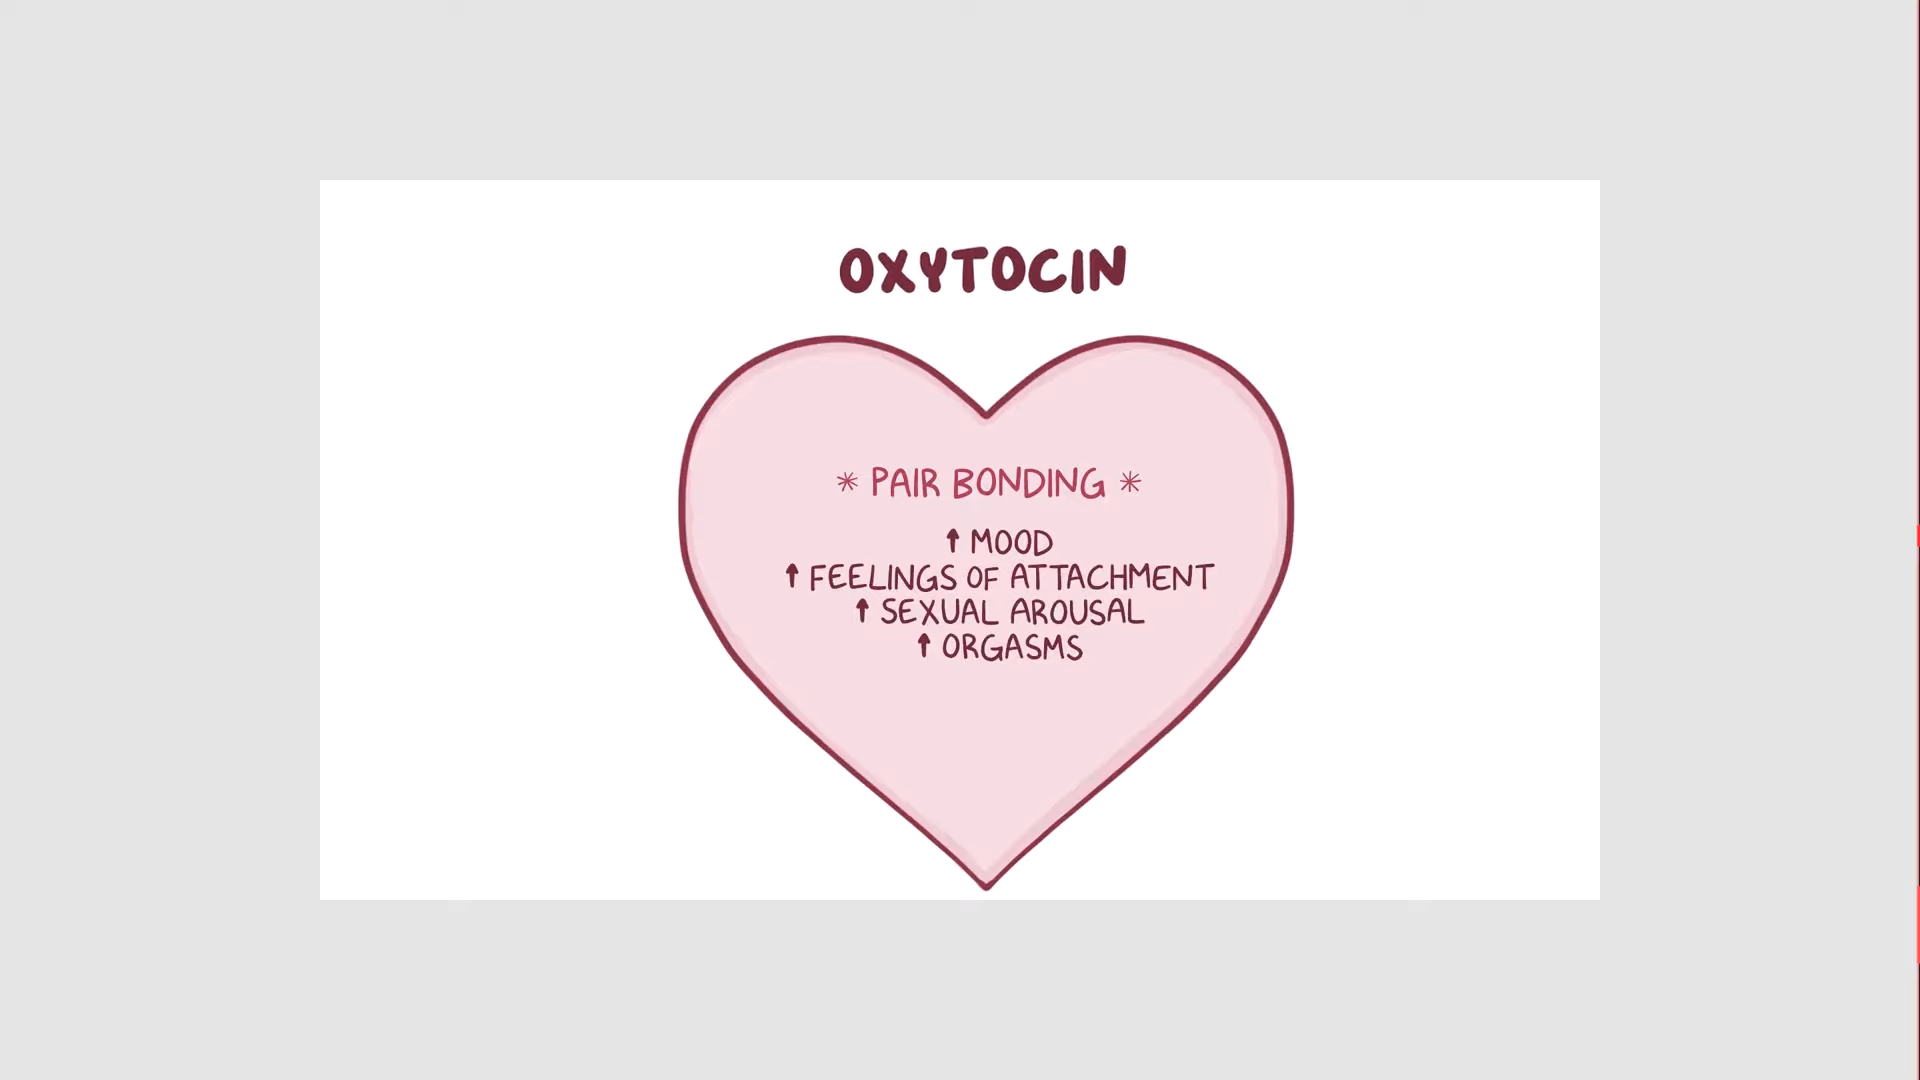 OXYTOCIN
* PAIR BONDING *
↑ MOOD
↑ FEELINGS OF ATTACHMENT
↑ SEXUAL AROUSAL
↑ ORGASMS